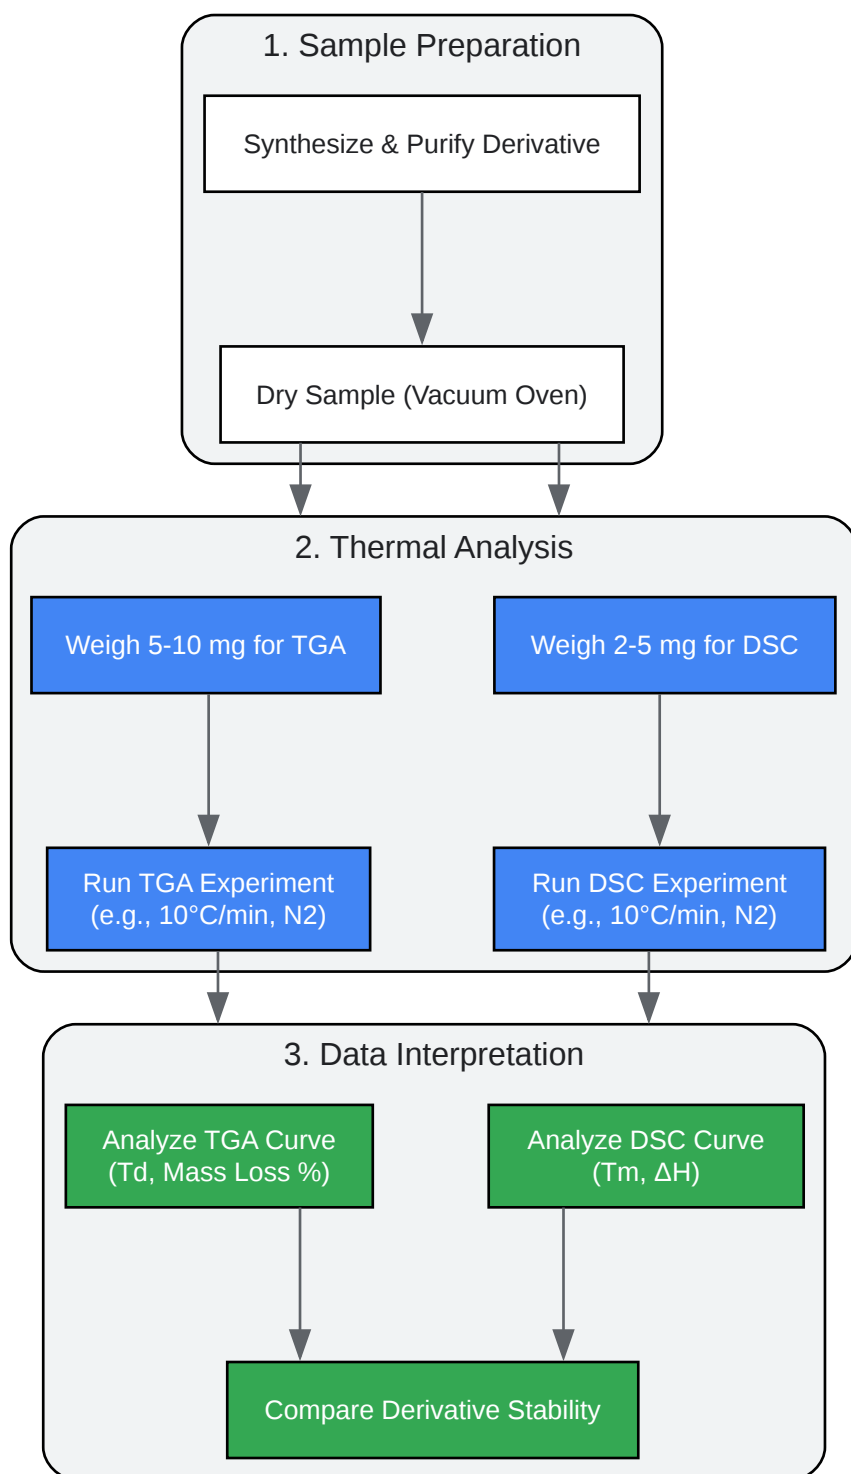 1. Sample Preparation
Synthesize & Purify Derivative
Dry Sample (Vacuum Oven)
2. Thermal Analysis
Weigh 5-10 mg for TGA
Weigh 2-5 mg for DSC
Run TGA Experiment
(e.g., 10°C/min, N2)
Run DSC Experiment
(e.g., 10°C/min, N2)
3. Data Interpretation
Analyze TGA Curve
(Td, Mass Loss %)
Analyze DSC Curve
(Tm, ΔH)
Compare Derivative Stability